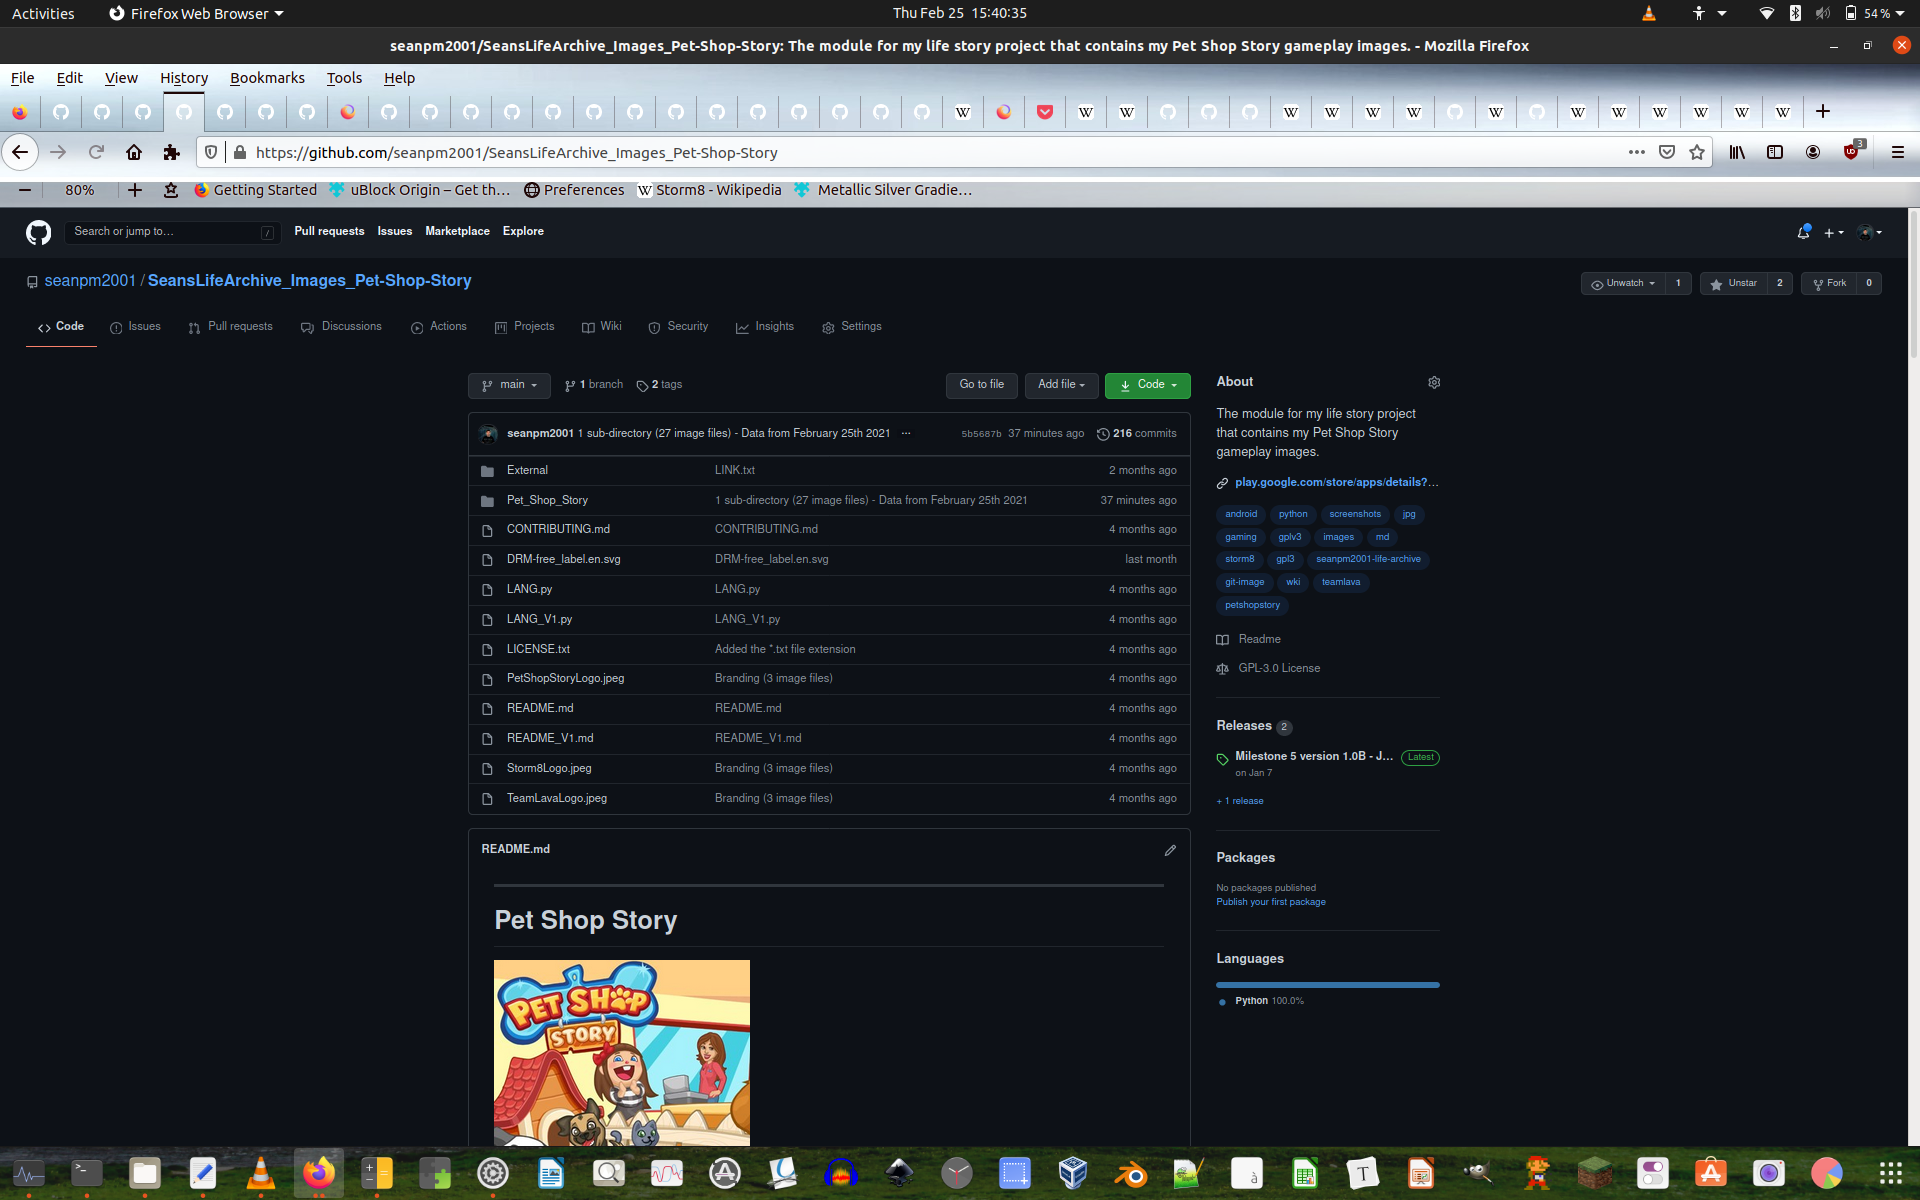 Activities
Firefox Web Browser
Thu Feb 25 15:40:35
54 %
seanpm2001/SeansLifeArchive_Images_Pet-Shop-Story: The module for my life story project that contains my Pet Shop Story gameplay images. - Mozilla Firefox
File Edit View History Bookmarks Tools Help
https://github.com/seanpm2001/SeansLifeArchive_Images_Pet-Shop-Story
3
80%
Getting Started
uBlock Origin – Get th…
Preferences
Storm8 - Wikipedia
Metallic Silver Gradie…
Search or jump to…
/
Pull requests Issues Marketplace Explore
seanpm2001 / SeansLifeArchive_Images_Pet-Shop-Story
Unwatch 1
Unstar 2
Fork 0
Code Issues Pull requests Discussions Actions Projects Wiki Security Insights Settings
main 1 branch 2 tags
Go to file Add file Code
seanpm2001 1 sub-directory (27 image files) - Data from February 25th 2021 ... 5b5687b 37 minutes ago 216 commits
External LINK.txt 2 months ago
Pet_Shop_Story 1 sub-directory (27 image files) - Data from February 25th 2021 37 minutes ago
CONTRIBUTING.md CONTRIBUTING.md 4 months ago
DRM-free_label.en.svg DRM-free_label.en.svg last month
LANG.py LANG.py 4 months ago
LANG_V1.py LANG_V1.py 4 months ago
LICENSE.txt Added the *.txt file extension 4 months ago
PetShopStoryLogo.jpeg Branding (3 image files) 4 months ago
README.md README.md 4 months ago
README_V1.md README_V1.md 4 months ago
Storm8Logo.jpeg Branding (3 image files) 4 months ago
TeamLavaLogo.jpeg Branding (3 image files) 4 months ago
README.md
Pet Shop Story
PET SHOP
STORY
About
The module for my life story project
that contains my Pet Shop Story
gameplay images.
play.google.com/store/apps/details?…
android python screenshots jpg
gaming gplv3 images md
storm8 gpl3 seanpm2001-life-archive
git-image wki teamlava
petshopstory
Readme
GPL-3.0 License
Releases 2
Milestone 5 version 1.0B - J… Latest
on Jan 7
+ 1 release
Packages
No packages published
Publish your first package
Languages
Python 100.0%